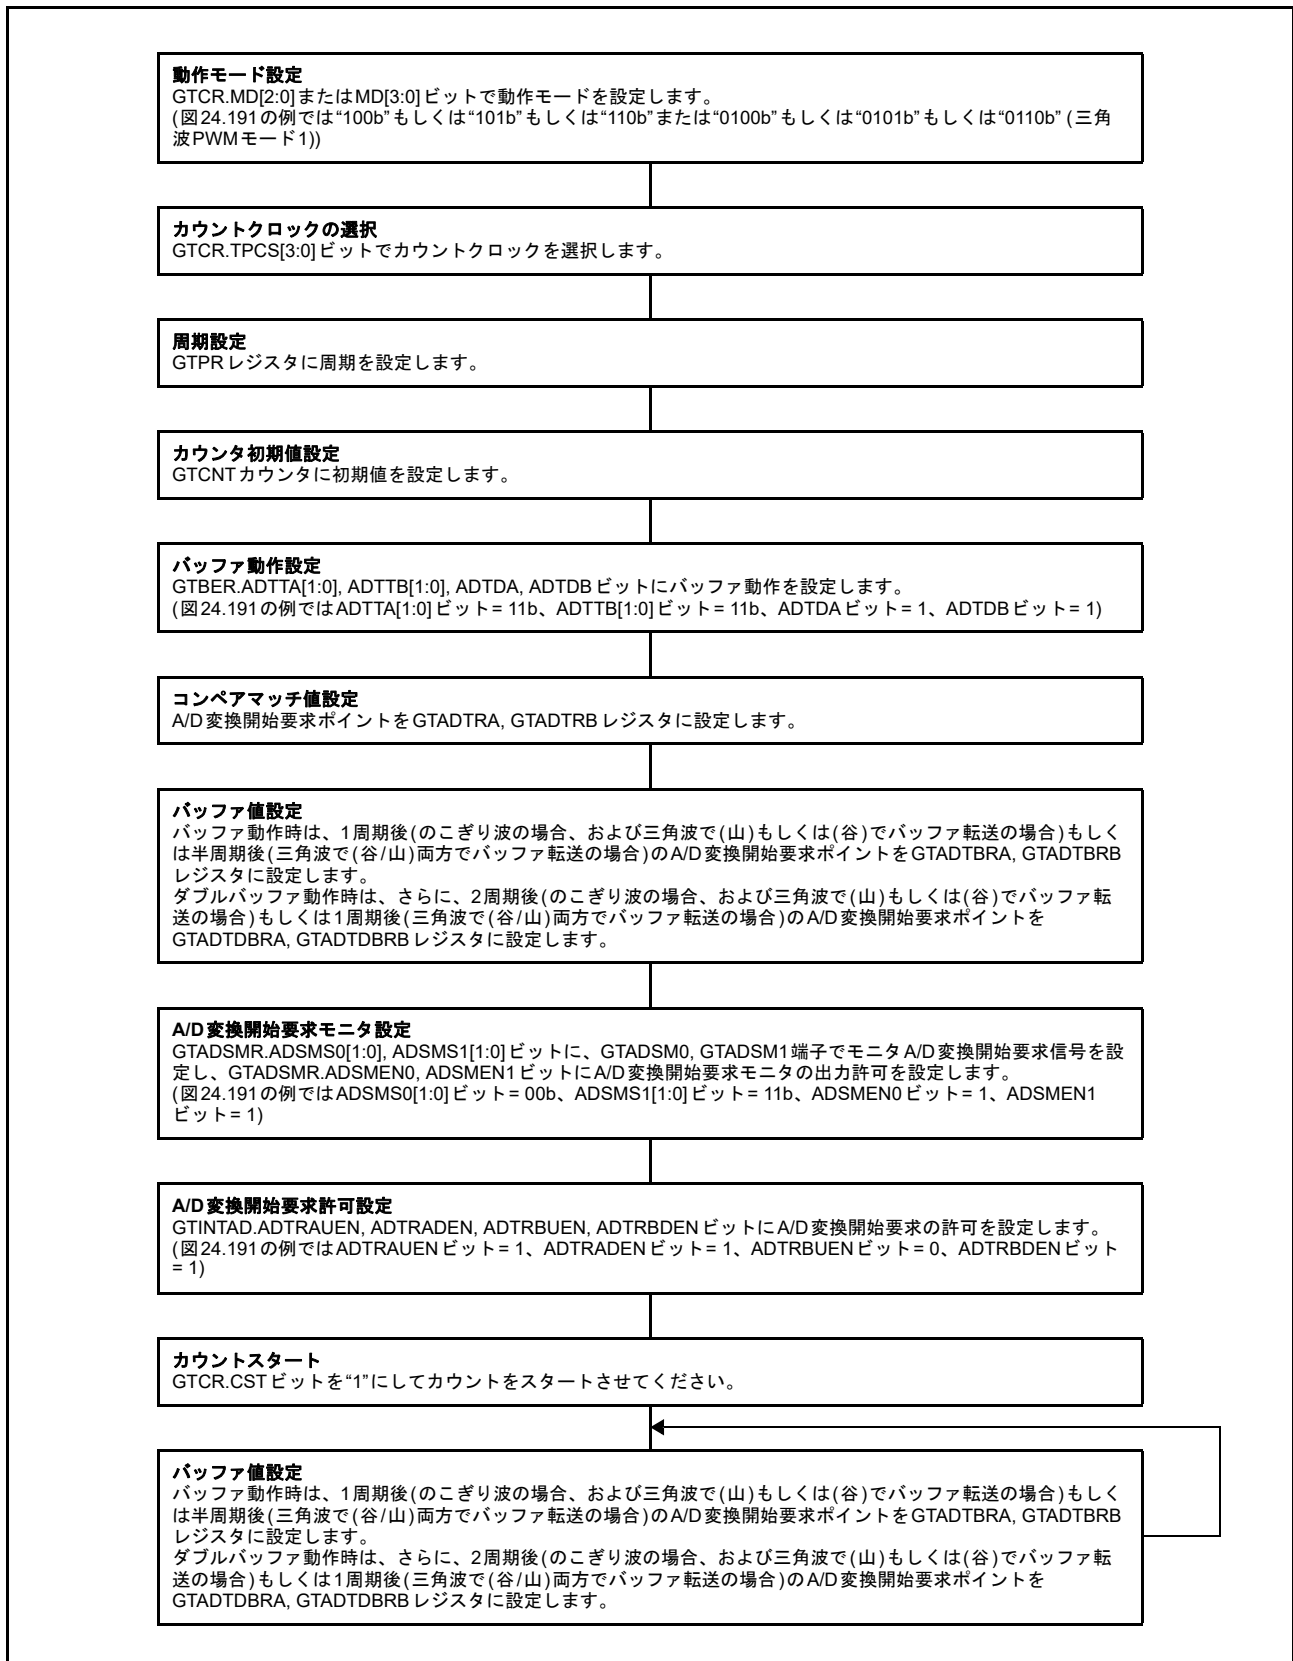 動作モード設定
GTCR.MD[2:0]またはMD[3:0]ビットで動作モードを設定します。
(図24.191の例では“100b”もしくは“101b”もしくは“110b”または“0100b”もしくは“0101b”もしくは“0110b” (三角
波PWMモード1))
カウントクロックの選択
GTCR.TPCS[3:0]ビットでカウントクロックを選択します。
周期設定
GTPRレジスタに周期を設定します。
カウンタ初期値設定
GTCNTカウンタに初期値を設定します。
バッファ動作設定
GTBER.ADTTA[1:0], ADTTB[1:0], ADTDA, ADTDBビットにバッファ動作を設定します。
(図24.191の例ではADTTA[1:0]ビット= 11b、ADTTB[1:0]ビット= 11b、ADTDAビット= 1、ADTDBビット= 1)
コンペアマッチ値設定
A/D変換開始要求ポイントをGTADTRA, GTADTRBレジスタに設定します。
バッファ値設定
バッファ動作時は、1周期後(のこぎり波の場合、および三角波で(山)もしくは(谷)でバッファ転送の場合)もしく
は半周期後(三角波で(谷/山)両方でバッファ転送の場合)のA/D変換開始要求ポイントをGTADTBRA, GTADTBRB
レジスタに設定します。
ダブルバッファ動作時は、さらに、2周期後(のこぎり波の場合、および三角波で(山)もしくは(谷)でバッファ転
送の場合)もしくは1周期後(三角波で(谷/山)両方でバッファ転送の場合)のA/D変換開始要求ポイントを
GTADTDBRA, GTADTDBRBレジスタに設定します。
A/D変換開始要求モニタ設定
GTADSMR.ADSMS0[1:0], ADSMS1[1:0]ビットに、GTADSM0, GTADSM1端子でモニタA/D変換開始要求信号を設
定し、GTADSMR.ADSMEN0, ADSMEN1ビットにA/D変換開始要求モニタの出力許可を設定します。
(図24.191の例ではADSMS0[1:0]ビット= 00b、ADSMS1[1:0]ビット= 11b、ADSMEN0ビット= 1、ADSMEN1
ビット= 1)
A/D変換開始要求許可設定
GTINTAD.ADTRAUEN, ADTRADEN, ADTRBUEN, ADTRBDENビットにA/D変換開始要求の許可を設定します。
(図24.191の例ではADTRAUENビット= 1、ADTRADENビット= 1、ADTRBUENビット= 0、ADTRBDENビット
= 1)
カウントスタート
GTCR.CSTビットを“1”にしてカウントをスタートさせてください。
バッファ値設定
バッファ動作時は、1周期後(のこぎり波の場合、および三角波で(山)もしくは(谷)でバッファ転送の場合)もしく
は半周期後(三角波で(谷/山)両方でバッファ転送の場合)のA/D変換開始要求ポイントをGTADTBRA, GTADTBRB
レジスタに設定します。
ダブルバッファ動作時は、さらに、2周期後(のこぎり波の場合、および三角波で(山)もしくは(谷)でバッファ転
送の場合)もしくは1周期後(三角波で(谷/山)両方でバッファ転送の場合)のA/D変換開始要求ポイントを
GTADTDBRA, GTADTDBRBレジスタに設定します。